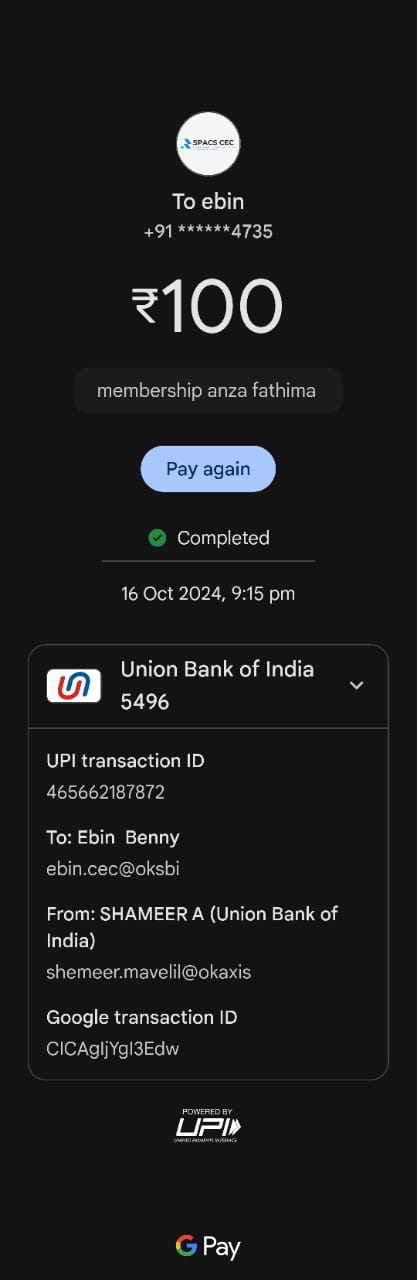 SPACS CEC
To ebin
+91 ******4735
₹100
membership anza fathima
Pay again
Completed
16 Oct 2024, 9:15 pm
Union Bank of India
5496
UPI transaction ID
465662187872
To: Ebin Benny
ebin.cec@oksbi
From: SHAMEER A (Union Bank of
India)
shemeer.mavelil@okaxis
Google transaction ID
CICAgIjYgI3Edw
POWERED BY
UPI
UNIFIED PAYMENTS INTERFACE
G Pay